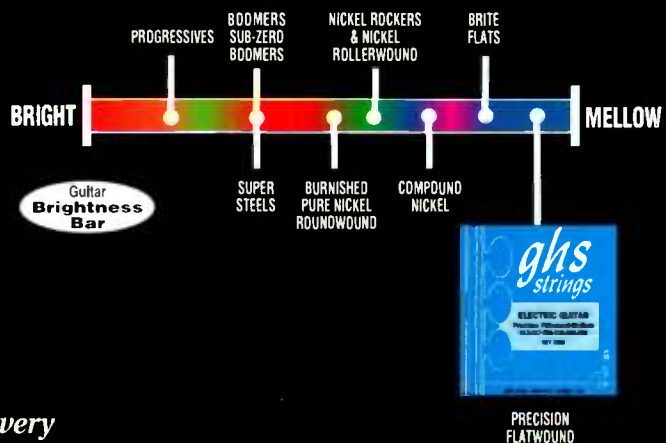 PROGRESSIVES
BOOMERS
SUB-ZERO
BOOMERS
NICKEL ROCKERS
& NICKEL
ROLLERWOUND
BRITE
FLATS
BRIGHT
MELLOW
SUPER
STEELS
BURNISHED
PURE NICKEL
ROUNDWOUND
COMPOUND
NICKEL
Guitar
Brightness
Bar
ghs
strings
ELECTRIC GUITAR
PRECISION
FLATWOUND
very